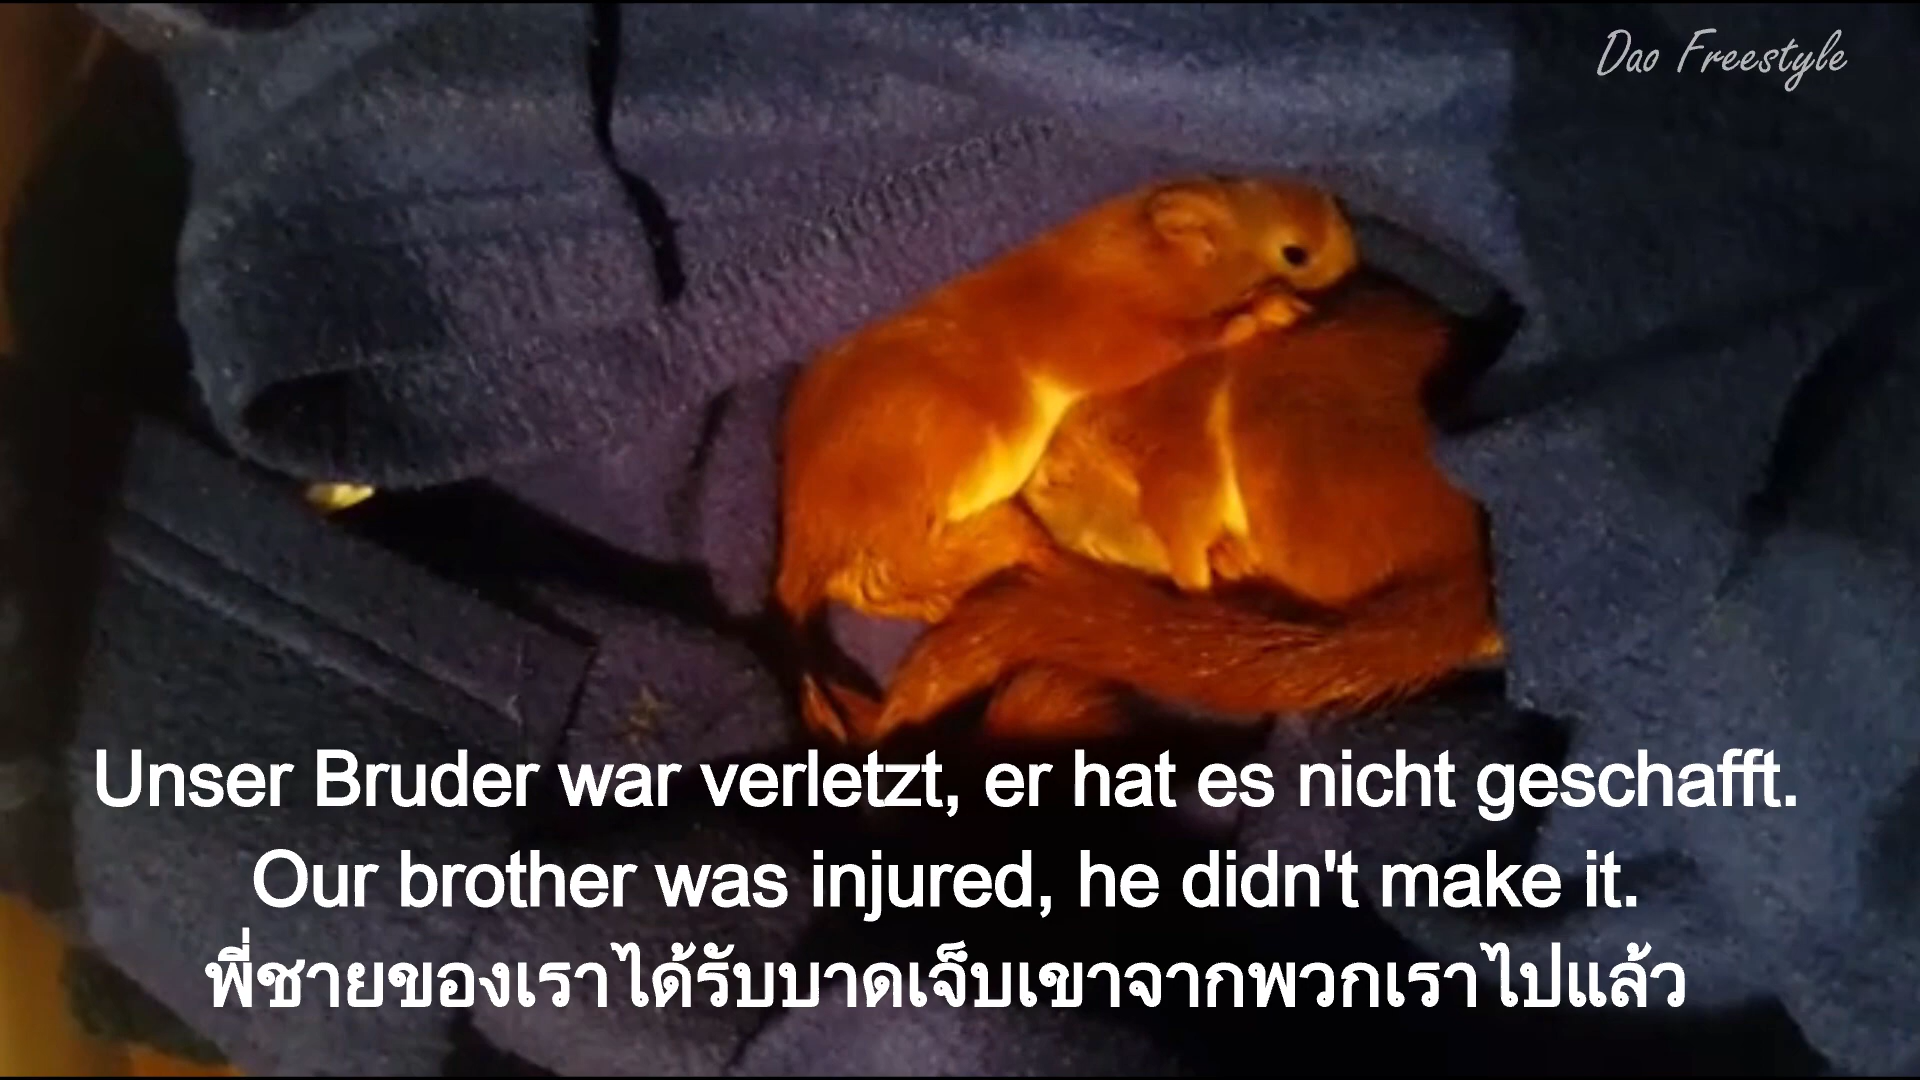 Dao Freestyle
Unser Bruder war verletzt, er hat es nicht geschafft.
Our brother was injured, he didn't make it.
พี่ชายของเราได้รับบาดเจ็บเขาจากพวกเราไปแล้ว